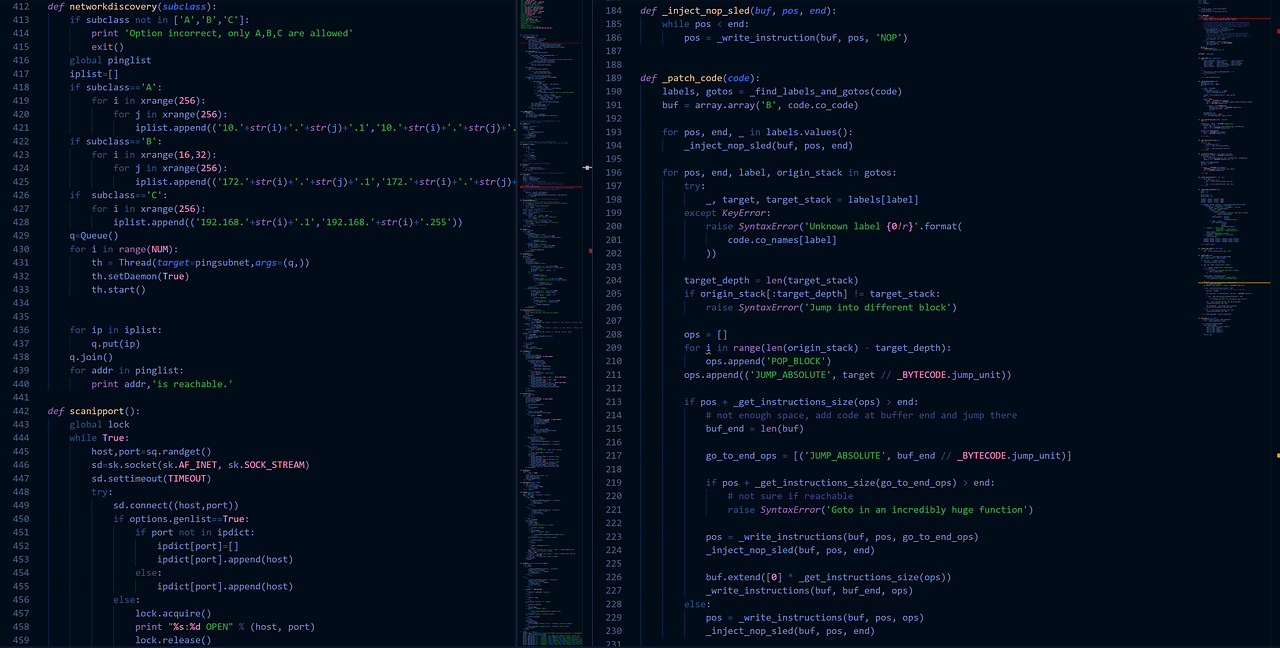 412 def networkdiscovery(subclass):
413 if subclass not in ['A','B','C']:
414 print 'Option incorrect, only A,B,C are allowed'
415 exit()
416 global pinglist
417 iplist=[]
418 if subclass=='A':
419 for i in xrange(256):
420 for j in xrange(256):
421 iplist.append(('10.'+str(i)+'.'+str(j)+'.1','10.'+str(i)+'.'+str(j)+'.
422 if subclass=='B':
423 for i in xrange(16,32):
424 for j in xrange(256):
425 iplist.append(('172.'+str(i)+'.'+str(j)+'.1','172.'+str(i)+'.'+str(j)+
426 if  subclass=='C':
427 for i in xrange(256):
428 iplist.append(('192.168.'+str(i)+'.1','192.168.'+str(i)+'.255'))
429 q=Queue()
430 for i in range(NUM):
431 th = Thread(target=pingsubnet,args=(q,))
432 th.setDaemon(True)
433 th.start()
434
435
436 for ip in iplist:
437 q.put(ip)
438 q.join()
439 for addr in pinglist:
440 print addr,'is reachable.'
441
442 def scanipport():
443 global lock
444 while True:
445 host,port=sq.randget()
446 sd=sk.socket(sk.AF_INET, sk.SOCK_STREAM)
447 sd.settimeout(TIMEOUT)
448 try:
449 sd.connect((host,port))
450 if options.genlist==True:
451 if port not in ipdict:
452 ipdict[port]=[]
453 ipdict[port].append(host)
454 else:
455 ipdict[port].append(host)
456 else:
457 lock.acquire()
458 print "%s:%d OPEN" % (host, port)
459 lock.release()
184 def _inject_nop_sled(buf, pos, end):
185 while pos < end:
186 pos = _write_instruction(buf, pos, 'NOP')
187
188
189 def _patch_code(code):
190 labels, gotos = _find_labels_and_gotos(code)
191 buf = array.array('B', code.co_code)
192
193 for pos, end, _ in labels.values():
194 _inject_nop_sled(buf, pos, end)
195
196 for pos, end, label, origin_stack in gotos:
197 try:
198 _, target, target_stack = labels[label]
199 except KeyError:
200 raise SyntaxError('Unknown label {0!r}'.format(
201 code.co_names[label]
202 ))
203
204 target_depth = len(target_stack)
205 if origin_stack[:target_depth] != target_stack:
206 raise SyntaxError('Jump into different block')
207
208 ops = []
209 for i in range(len(origin_stack) - target_depth):
210 ops.append('POP_BLOCK')
211 ops.append(('JUMP_ABSOLUTE', target // _BYTECODE.jump_unit))
212
213 if pos + _get_instructions_size(ops) > end:
214 # not enough space, add code at buffer end and jump there
215 buf_end = len(buf)
216
217 go_to_end_ops = [('JUMP_ABSOLUTE', buf_end // _BYTECODE.jump_unit)]
218
219 if pos + _get_instructions_size(go_to_end_ops) > end:
220 # not sure if reachable
221 raise SyntaxError('Goto in an incredibly huge function')
222
223 pos = _write_instructions(buf, pos, go_to_end_ops)
224 _inject_nop_sled(buf, pos, end)
225
226 buf.extend([0] * _get_instructions_size(ops))
227 _write_instructions(buf, buf_end, ops)
228 else:
229 pos = _write_instructions(buf, pos, ops)
230 _inject_nop_sled(buf, pos, end)
231